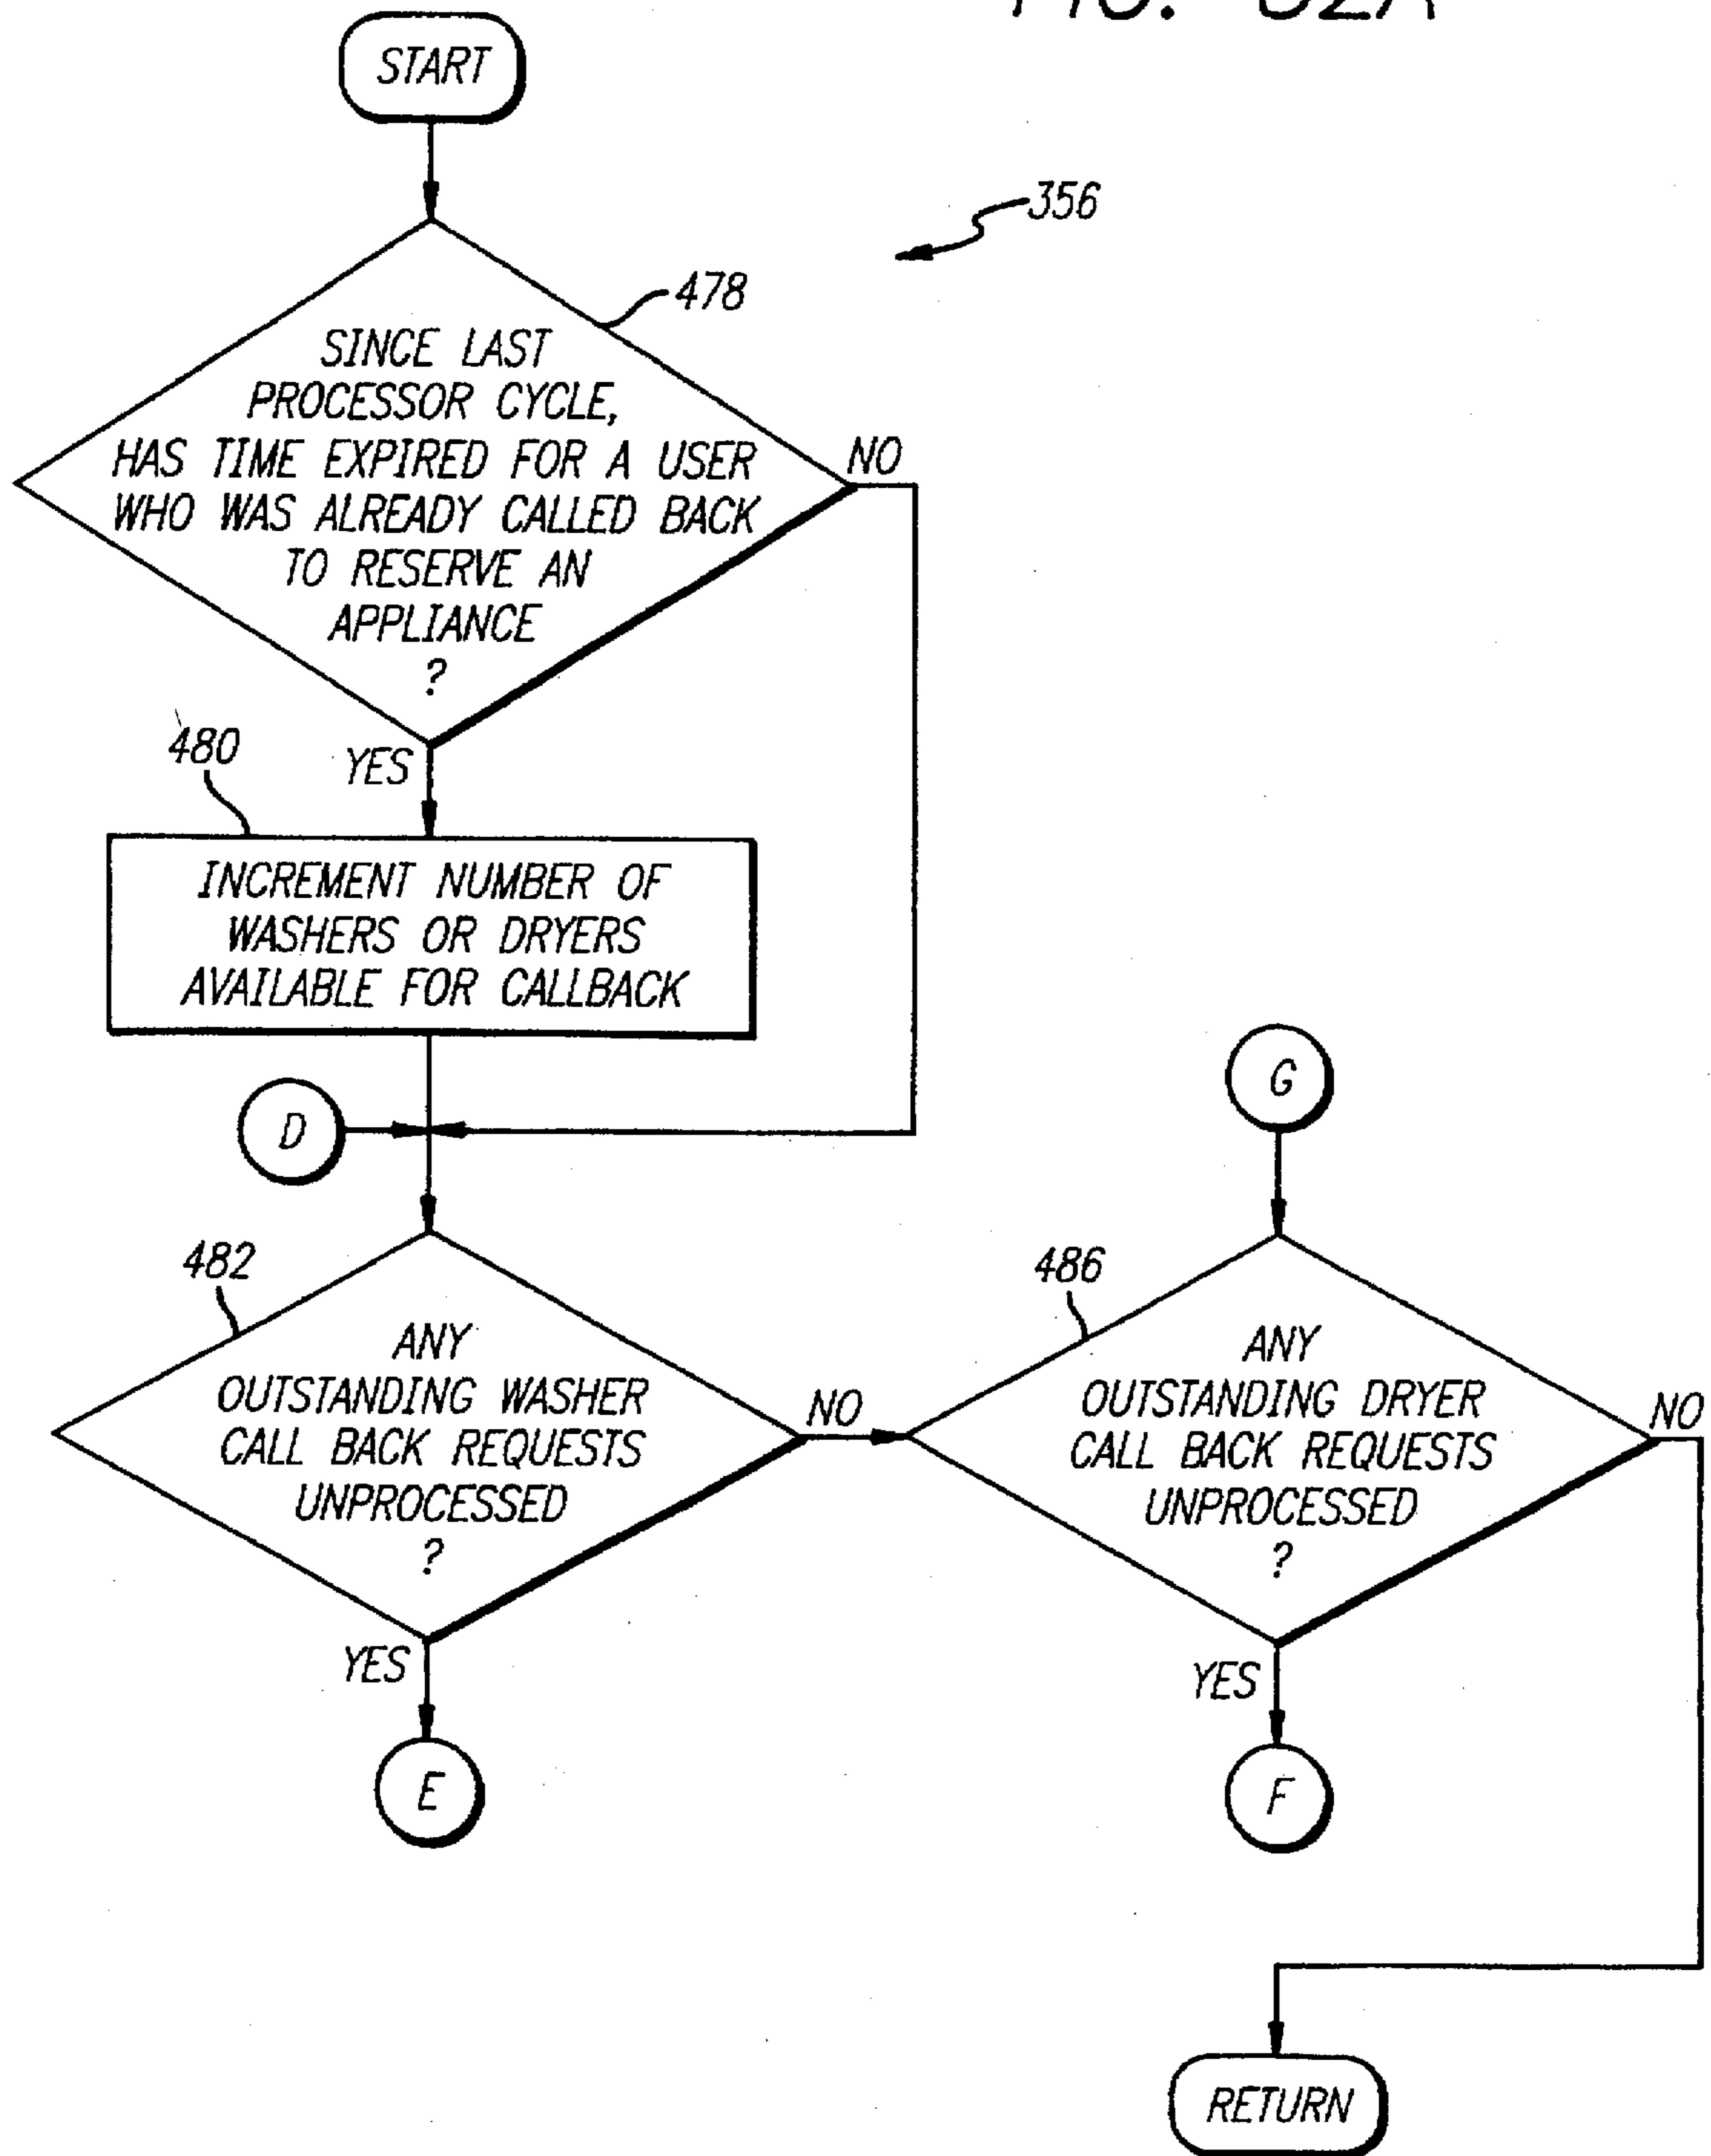 START
356
478
SINCE LAST
PROCESSOR CYCLE,
HAS TIME EXPIRED FOR A USER
WHO WAS ALREADY CALLED BACK
TO RESERVE AN
APPLIANCE
?
NO
YES
480
INCREMENT NUMBER OF
WASHERS OR DRYERS
AVAILABLE FOR CALLBACK
D
G
482
ANY
OUTSTANDING WASHER
CALL BACK REQUESTS
UNPROCESSED
?
NO
YES
E
486
ANY
OUTSTANDING DRYER
CALL BACK REQUESTS
UNPROCESSED
?
NO
YES
F
RETURN